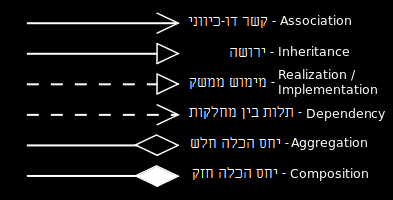 קשר דו-כיווני - Association
ירושה - Inheritance
מימוש ממשק - Realization /
Implementation
תלות בין מחלקות - Dependency
יחס הכלה חלש - Aggregation
יחס הכלה חזק - Composition